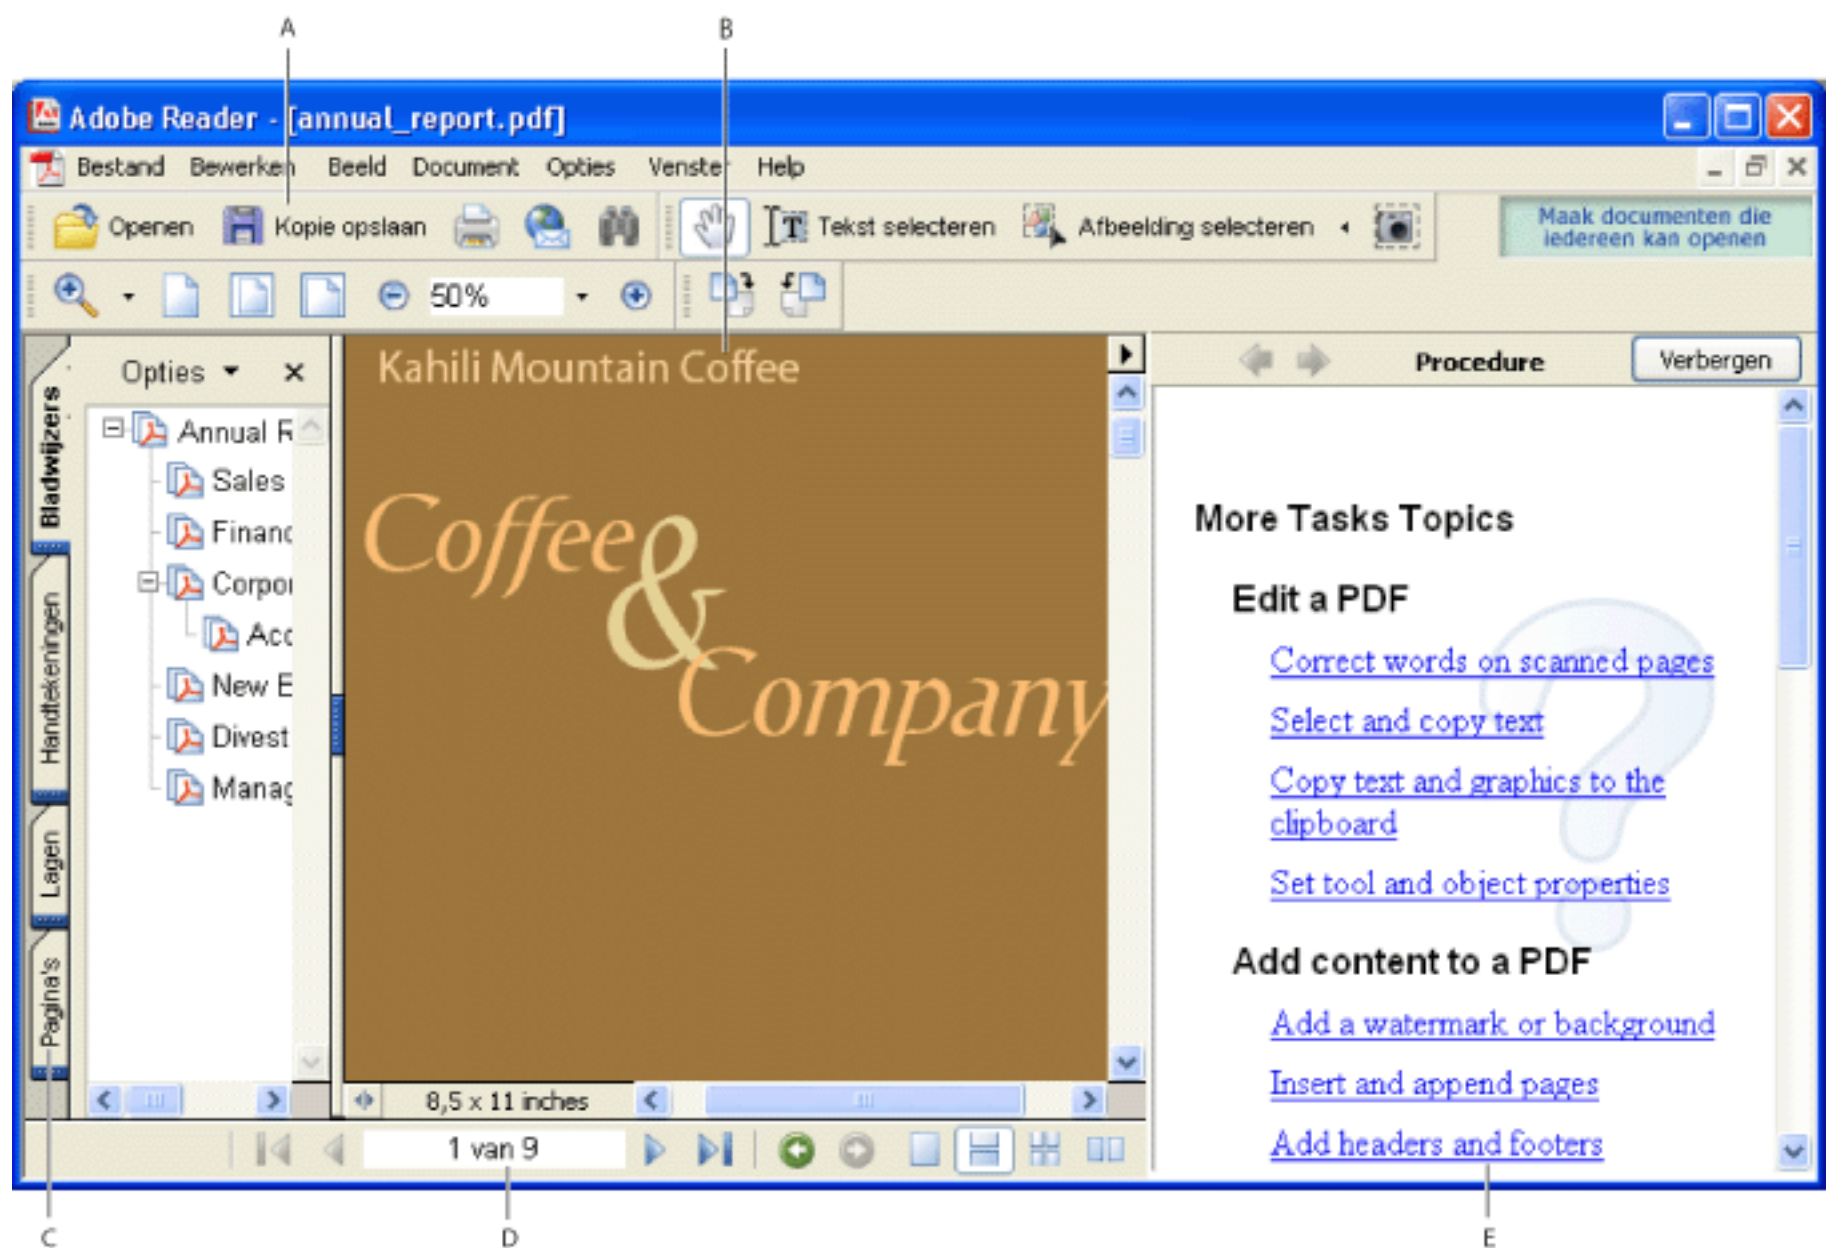 A B
Adobe Reader - [annual_report.pdf]
Bestand Bewerken Beeld Document Opties Venster Help
Openen Kopie opslaan Tekst selecteren Afbeelding selecteren
Maak documenten die
iedereen kan openen
50%
Bladwijzers
Handtekeningen
Lagen
Pagina's
Opties
Annual R
Sales
Financ
Corpor
Acc
New E
Divest
Manag
Kahili Mountain Coffee
Coffee
&
Company
8,5 x 11 inches
1 van 9
Procedure Verbergen
More Tasks Topics
Edit a PDF
Correct words on scanned pages
Select and copy text
Copy text and graphics to the
clipboard
Set tool and object properties
Add content to a PDF
Add a watermark or background
Insert and append pages
Add headers and footers
C D E